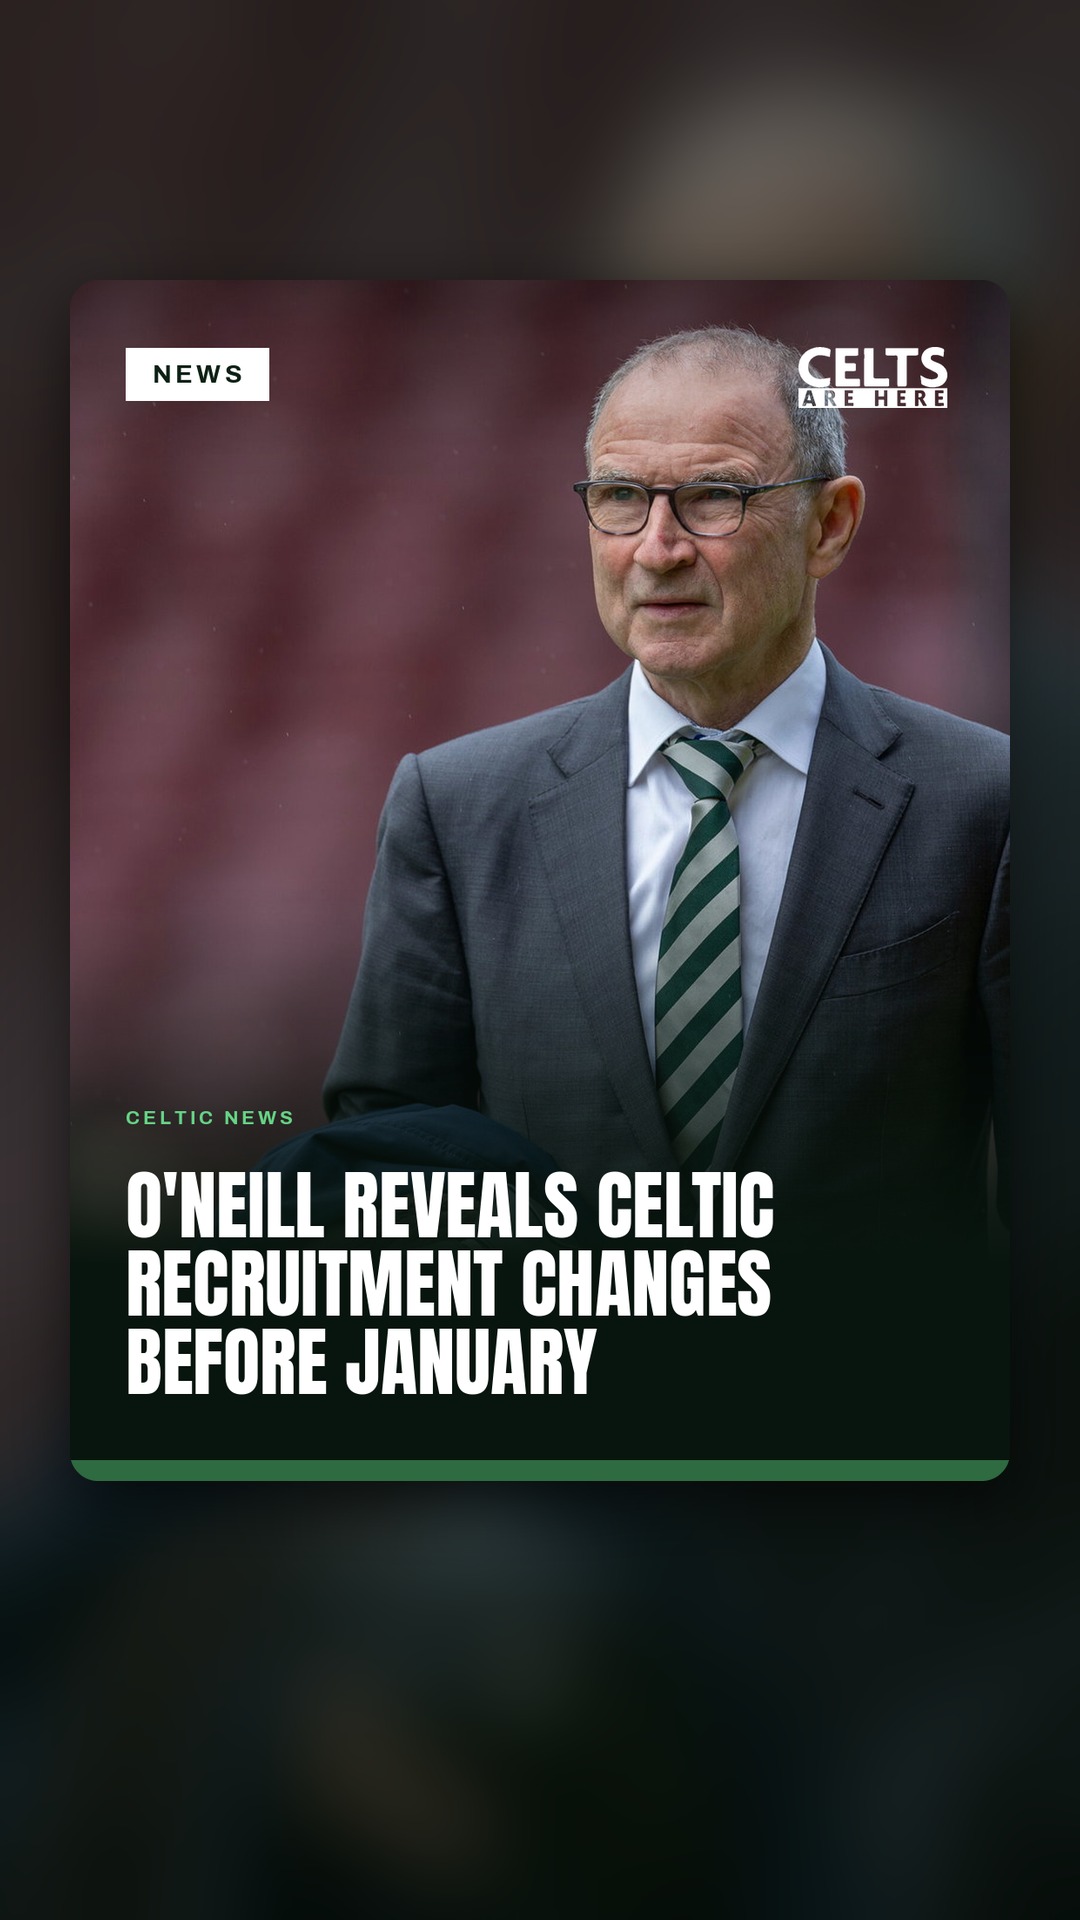 NEWS
CELTS
ARE HERE
CELTIC NEWS
O'NEILL REVEALS CELTIC
RECRUITMENT CHANGES
BEFORE JANUARY